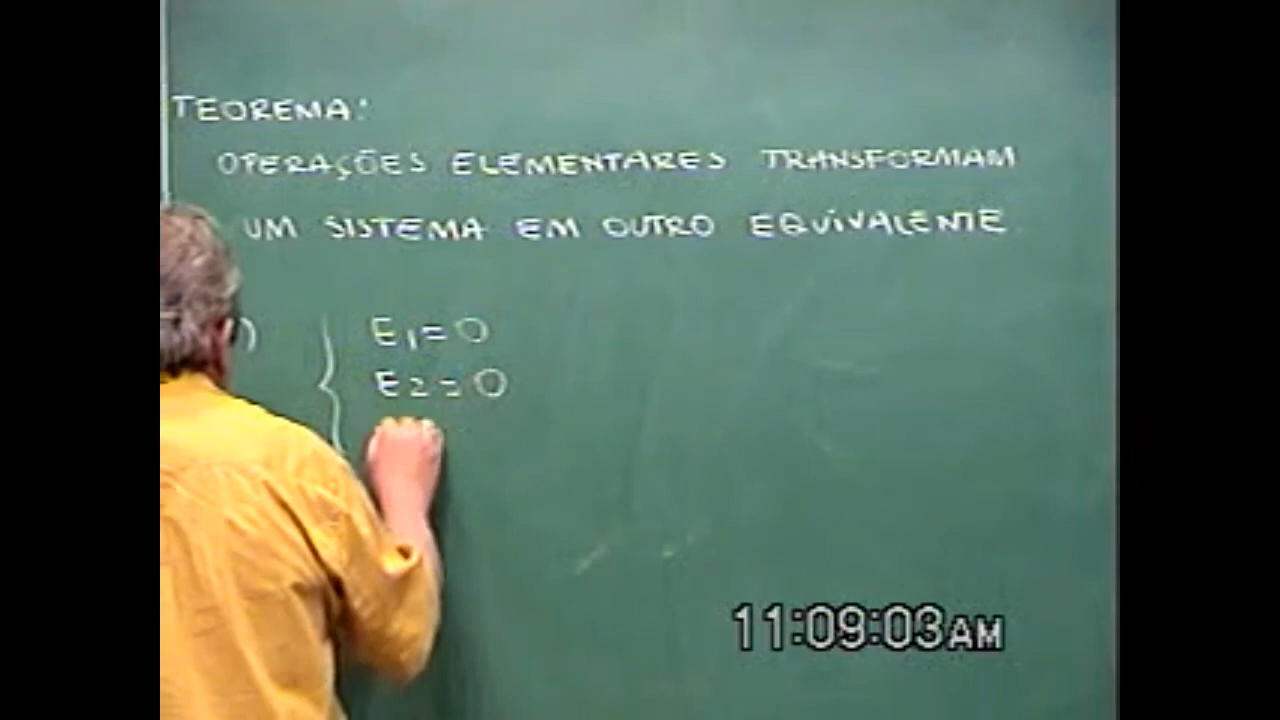 TEOREMA:
OPERAÇÕES ELEMENTARES TRANSFORMAM
UM SISTEMA EM OUTRO EQUIVALENTE
) { E1=0
E2=0
11:09:03AM